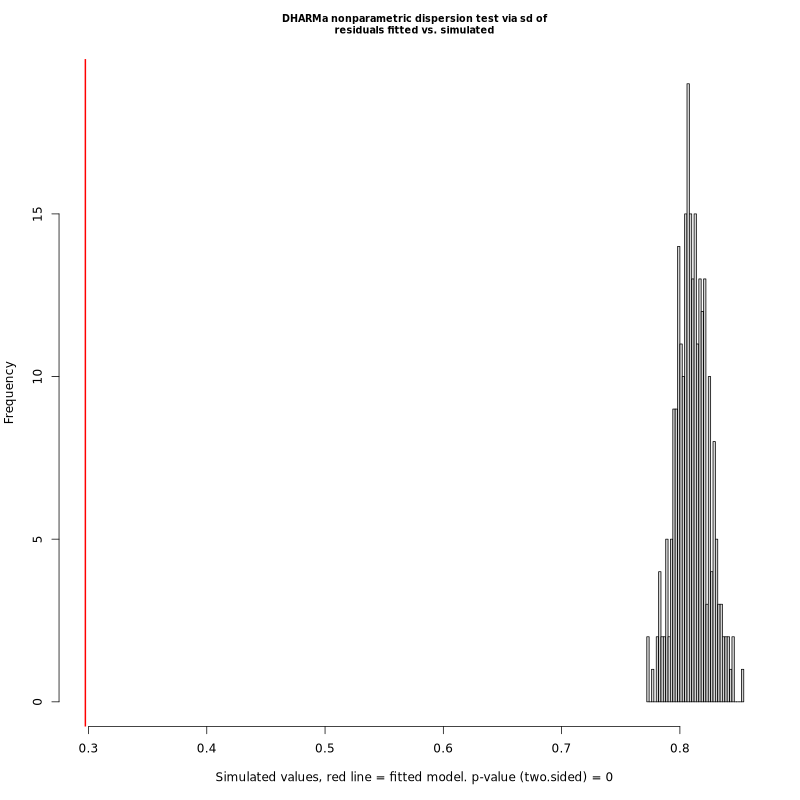 DHARMa nonparametric dispersion test via sd of
residuals fitted vs. simulated
Frequency
15
10
5
0
0.3 0.4 0.5 0.6 0.7 0.8
Simulated values, red line = fitted model. p-value (two.sided) = 0